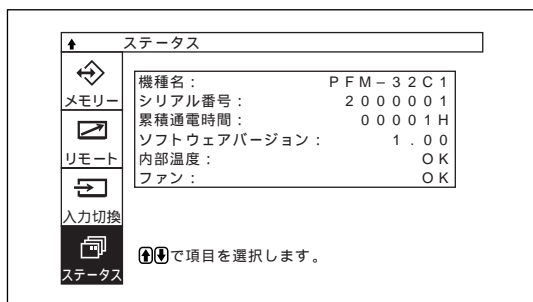 ステータス
メモリー
リモート
入力切換
ステータス
機種名： PFM-32C1
シリアル番号： 2000001
累積通電時間： 00001H
ソフトウェアバージョン： 1.00
内部温度： OK
ファン： OK
で項目を選択します。